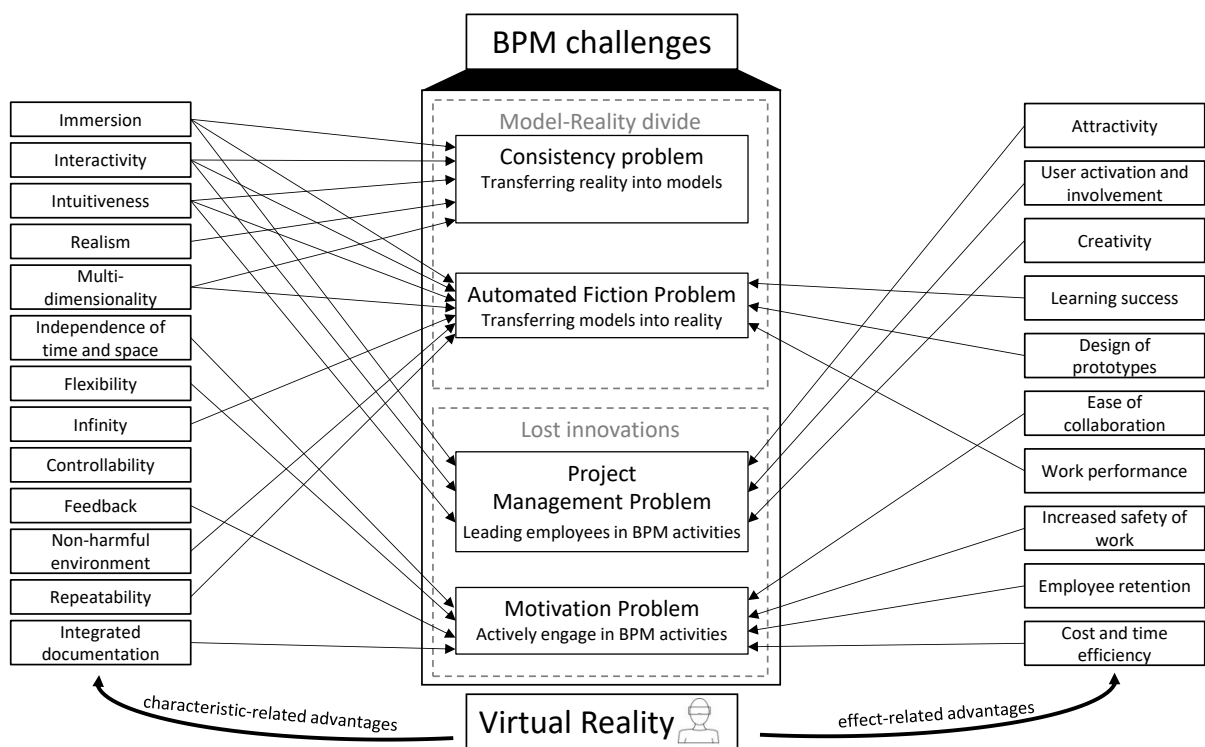 BPM challenges
Immersion
Interactivity
Intuitiveness
Realism
Multi-
dimensionality
Independence of
time and space
Flexibility
Infinity
Controllability
Feedback
Non-harmful
environment
Repeatability
Integrated
documentation
Model-Reality divide
Consistency problem
Transferring reality into models
Automated Fiction Problem
Transferring models into reality
Lost innovations
Project
Management Problem
Leading employees in BPM activities
Motivation Problem
Actively engage in BPM activities
Attractivity
User activation and
involvement
Creativity
Learning success
Design of
prototypes
Ease of
collaboration
Work performance
Increased safety of
work
Employee retention
Cost and time
efficiency
characteristic-related advantages
Virtual Reality
effect-related advantages